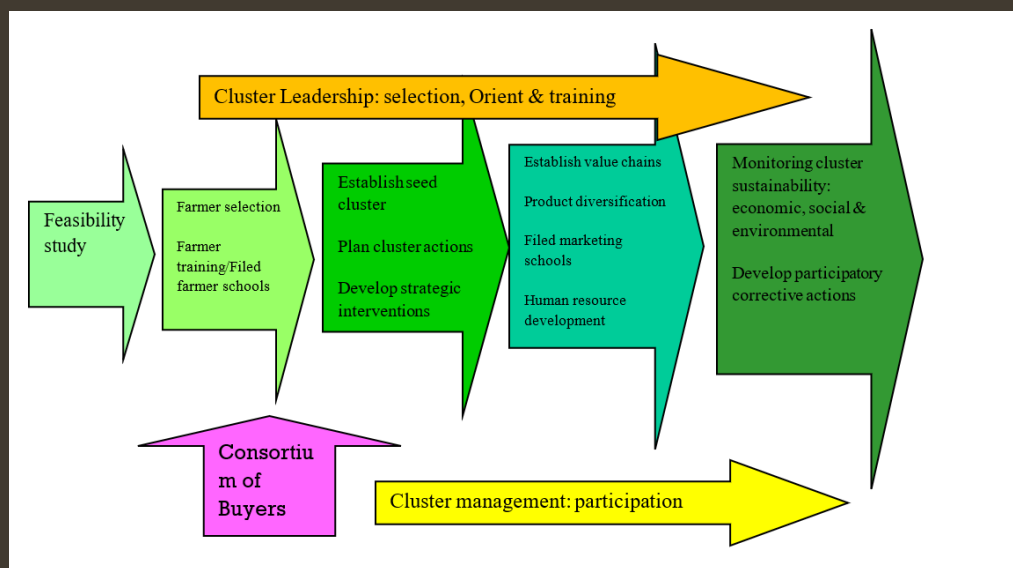 Cluster Leadership: selection, Orient & training
Feasibility
study
Farmer selection
Farmer
training/Filed
farmer schools
Establish seed
cluster
Plan cluster actions
Develop strategic
interventions
Establish value chains
Product diversification
Filed marketing
schools
Human resource
development
Monitoring cluster
sustainability:
economic, social &
environmental
Develop participatory
corrective actions
Consortiu
m of
Buyers
Cluster management: participation